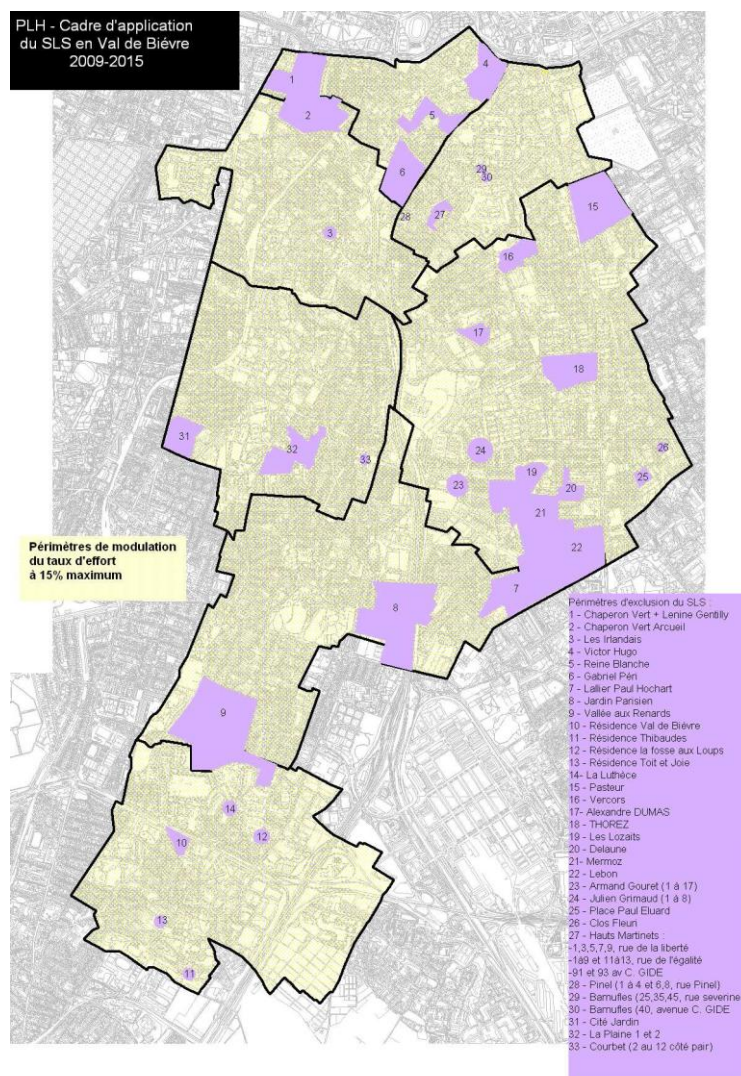 PLH - Cadre d'application
du SLS en Val de Biévre
2009-2015
1
2
3
4
5
6
27
28
29
30
15
16
17
18
31
32
33
24
23
19
20
21
22
25
26
7
8
9
10
14
12
13
11
Périmètres de modulation
du taux d'effort
à 15% maximum
Périmètres d'exclusion du SLS :
1 - Chaperon Vert + Lenine Gentilly
2 - Chaperon Vert Arcueil
3 - Les Irlandais
4 - Victor Hugo
5 - Reine Blanche
6 - Gabriel Péri
7 - Lallier Paul Hochart
8 - Jardin Parisien
9 - Vallée aux Renards
10 - Résidence Val de Bièvre
11 - Résidence Thibaudes
12 - Résidence la fosse aux Loups
13 - Résidence Toit et Joie
14- La Luthèce
15 - Pasteur
16 - Vercors
17- Alexandre DUMAS
18 - THOREZ
19 - Les Lozaits
20 - Delaune
21- Mermoz
22 - Lebon
23 - Armand Gouret (1 à 17)
24 - Julien Grimaud (1 à 8)
25 - Place Paul Eluard
26 - Clos Fleuri
27 - Hauts Martinets :
-1,3,5,7,9, rue de la liberté
-1à9 et 11à13, rue de l'égalité
-91 et 93 av C. GIDE
28 - Pinel (1 à 4 et 6,8, rue Pinel)
29 - Barnufles (25,35,45, rue severine
30 - Barnufles (40, avenue C. GIDE
31 - Cité Jardin
32 - La Plaine 1 et 2
33 - Courbet (2 au 12 côté pair)